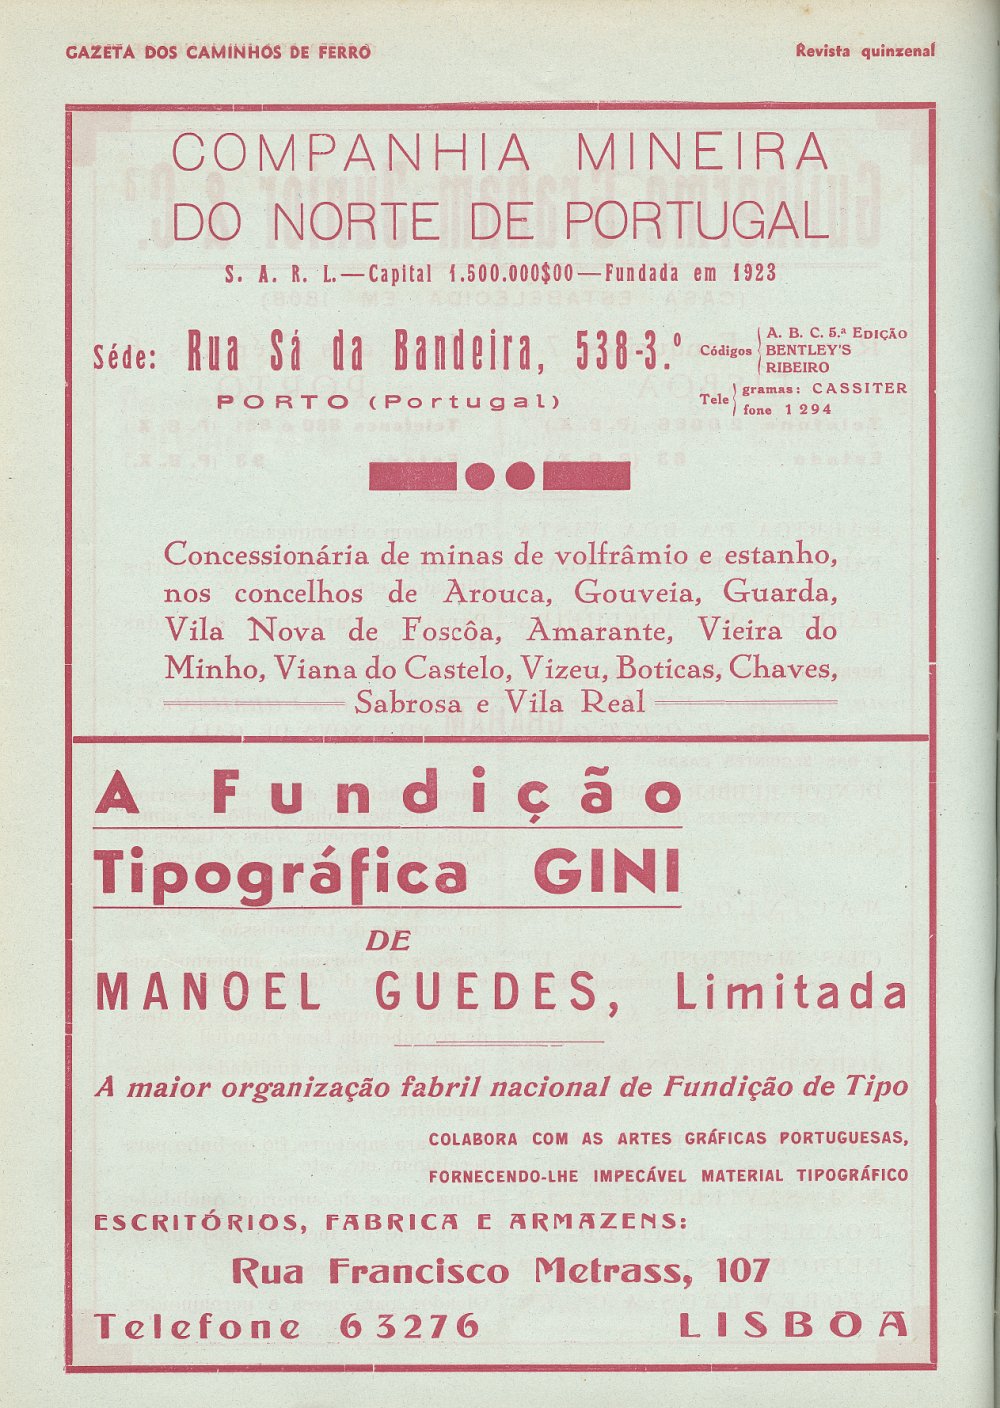 GAZETA DOS CAMINHOS DE FERRO
Revista quinzenal
COMPANHIA MINEIRA
DO NORTE DE PORTUGAL
S. A. R. L.—Capital 1.500.000$00—Fundada em 1923
Séde: Rua Sá da Bandeira, 538-3.º
PORTO (Portugal)
Códigos
A. B. C. 5.ª EDIÇÃO
BENTLEY'S
RIBEIRO
Tele
gramas: CASSITER
fone 1294
Concessionária de minas de volfrâmio e estanho,
nos concelhos de Arouca, Gouveia, Guarda,
Vila Nova de Foscôa, Amarante, Vieira do
Minho, Viana do Castelo, Vizeu, Boticas, Chaves,
Sabrosa e Vila Real
A Fundição
Tipográfica GINI
DE
MANOEL GUEDES, Limitada
A maior organização fabril nacional de Fundição de Tipo
COLABORA COM AS ARTES GRÁFICAS PORTUGUESAS,
FORNECENDO-LHE IMPECÁVEL MATERIAL TIPOGRÁFICO
ESCRITÓRIOS, FABRICA E ARMAZENS:
Rua Francisco Metrass, 107
Telefone 63276 LISBOA